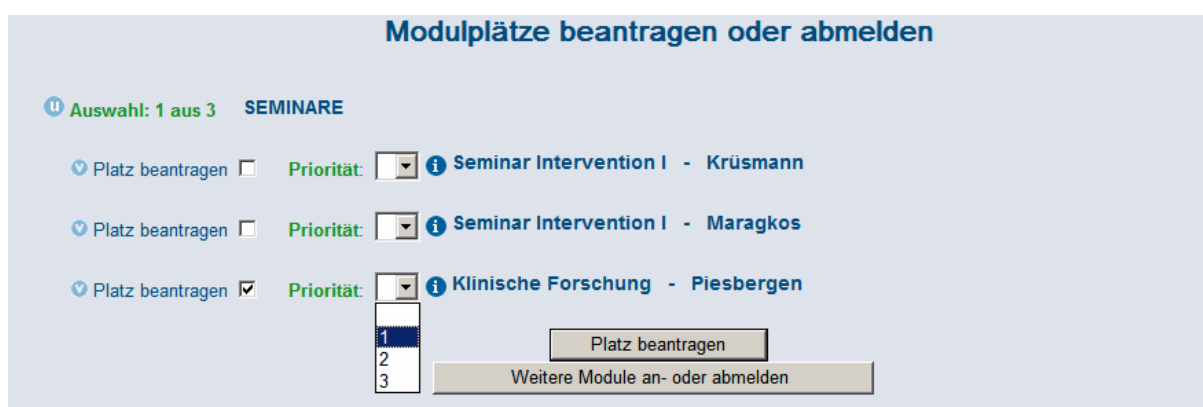 Modulplätze beantragen oder abmelden
u Auswahl: 1 aus 3 SEMINARE
v Platz beantragen Priorität: i Seminar Intervention I - Krüsmann
v Platz beantragen Priorität: i Seminar Intervention I - Maragkos
v Platz beantragen Priorität: i Klinische Forschung - Piesbergen
1
2
3
Platz beantragen
Weitere Module an- oder abmelden